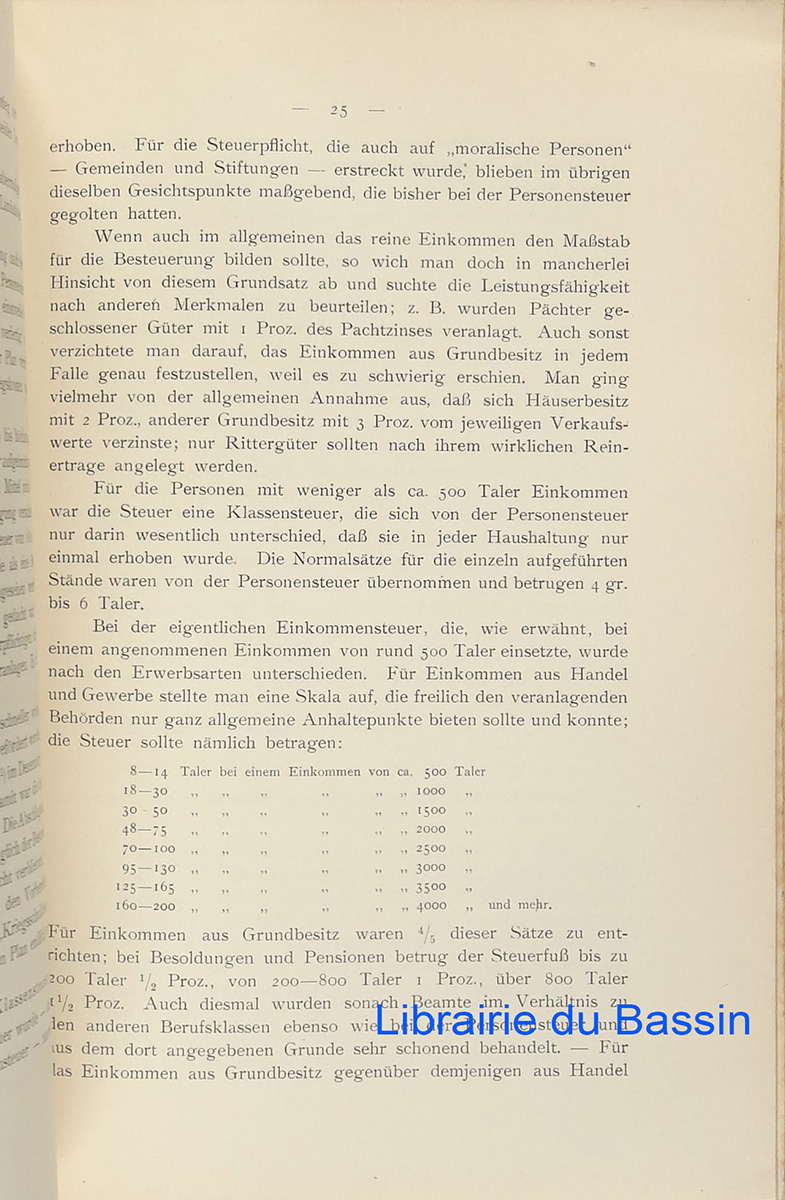 — 25 —
erhoben. Für die Steuerpflicht, die auch auf „moralische Personen“
— Gemeinden und Stiftungen — erstreckt wurde, blieben im übrigen
dieselben Gesichtspunkte maßgebend, die bisher bei der Personensteuer
gegolten hatten.
Wenn auch im allgemeinen das reine Einkommen den Maßstab
für die Besteuerung bilden sollte, so wich man doch in mancherlei
Hinsicht von diesem Grundsatz ab und suchte die Leistungsfähigkeit
nach anderen Merkmalen zu beurteilen; z. B. wurden Pächter ge-
schlossener Güter mit 1 Proz. des Pachtzinses veranlagt. Auch sonst
verzichtete man darauf, das Einkommen aus Grundbesitz in jedem
Falle genau festzustellen, weil es zu schwierig erschien. Man ging
vielmehr von der allgemeinen Annahme aus, daß sich Häuserbesitz
mit 2 Proz., anderer Grundbesitz mit 3 Proz. vom jeweiligen Verkaufs-
werte verzinste; nur Rittergüter sollten nach ihrem wirklichen Rein-
ertrage angelegt werden.
Für die Personen mit weniger als ca. 500 Taler Einkommen
war die Steuer eine Klassensteuer, die sich von der Personensteuer
nur darin wesentlich unterschied, daß sie in jeder Haushaltung nur
einmal erhoben wurde. Die Normalsätze für die einzeln aufgeführten
Stände waren von der Personensteuer übernommen und betrugen 4 gr.
bis 6 Taler.
Bei der eigentlichen Einkommensteuer, die, wie erwähnt, bei
einem angenommenen Einkommen von rund 500 Taler einsetzte, wurde
nach den Erwerbsarten unterschieden. Für Einkommen aus Handel
und Gewerbe stellte man eine Skala auf, die freilich den veranlagenden
Behörden nur ganz allgemeine Anhaltepunkte bieten sollte und konnte;
die Steuer sollte nämlich betragen:
8—14 Taler bei einem Einkommen von ca. 500 Taler
18—30 „ „ „ „ „ „ 1000 „
30-50 „ „ „ „ „ „ 1500 „
48—75 „ „ „ „ „ „ 2000 „
70—100 „ „ „ „ „ „ 2500 „
95—130 „ „ „ „ „ „ 3000 „
125—165 „ „ „ „ „ „ 3500 „
160—200 „ „ „ „ „ „ 4000 „ und mehr.
Für Einkommen aus Grundbesitz waren 4/5 dieser Sätze zu ent-
richten; bei Besoldungen und Pensionen betrug der Steuerfuß bis zu
200 Taler 1/2 Proz., von 200—800 Taler 1 Proz., über 800 Taler
1 1/2 Proz. Auch diesmal wurden sonach Beamte im Verhältnis zu
den anderen Berufsklassen ebenso wie bei der Personensteuer und
aus dem dort angegebenen Grunde sehr schonend behandelt. — Für
das Einkommen aus Grundbesitz gegenüber demjenigen aus Handel
Librairie du Bassin